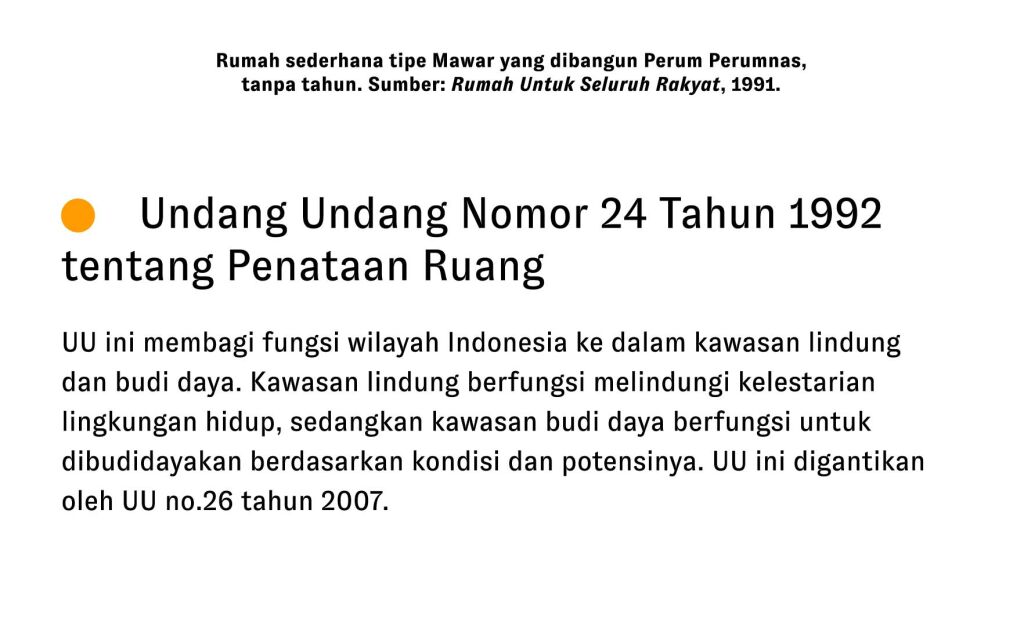 Rumah sederhana tipe Mawar yang dibangun Perum Perumnas,
tanpa tahun. Sumber: Rumah Untuk Seluruh Rakyat, 1991.
Undang Undang Nomor 24 Tahun 1992
tentang Penataan Ruang
UU ini membagi fungsi wilayah Indonesia ke dalam kawasan lindung
dan budi daya. Kawasan lindung berfungsi melindungi kelestarian
lingkungan hidup, sedangkan kawasan budi daya berfungsi untuk
dibudidayakan berdasarkan kondisi dan potensinya. UU ini digantikan
oleh UU no.26 tahun 2007.